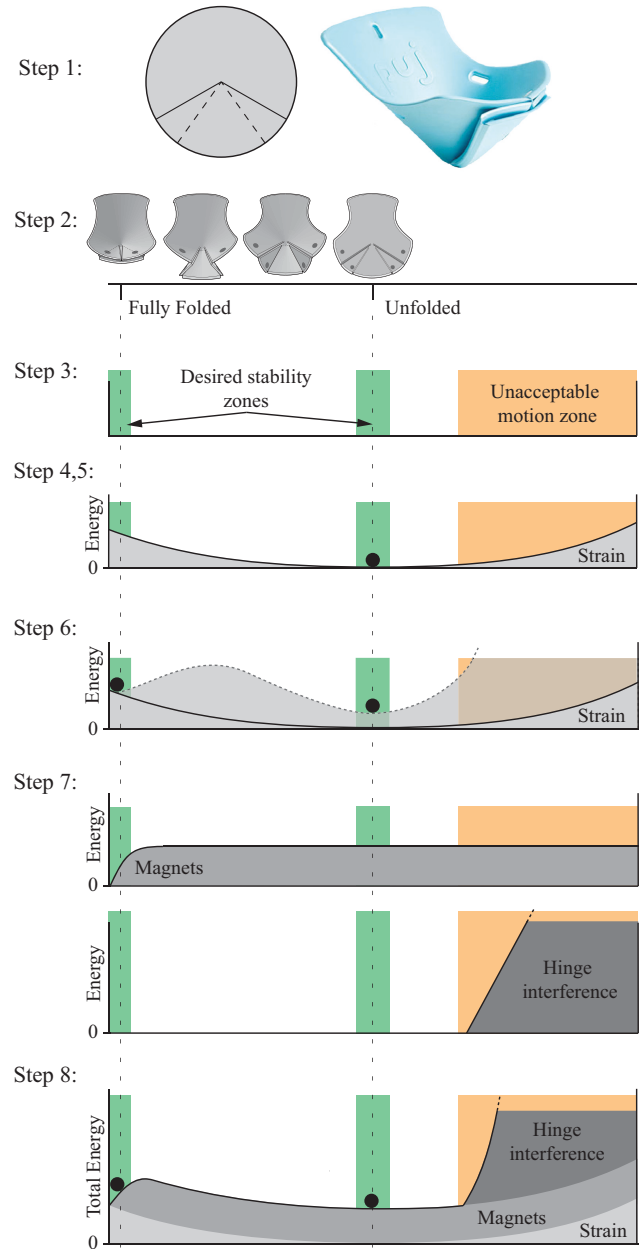 Step 1:
puj
Step 2:
Fully Folded
Unfolded
Step 3:
Desired stability
zones
Unacceptable
motion zone
Step 4,5:
Energy
0
Strain
Step 6:
Energy
0
Strain
Step 7:
Energy
0
Magnets
Energy
0
Hinge
interference
Step 8:
Total Energy
0
Hinge
interference
Magnets
Strain